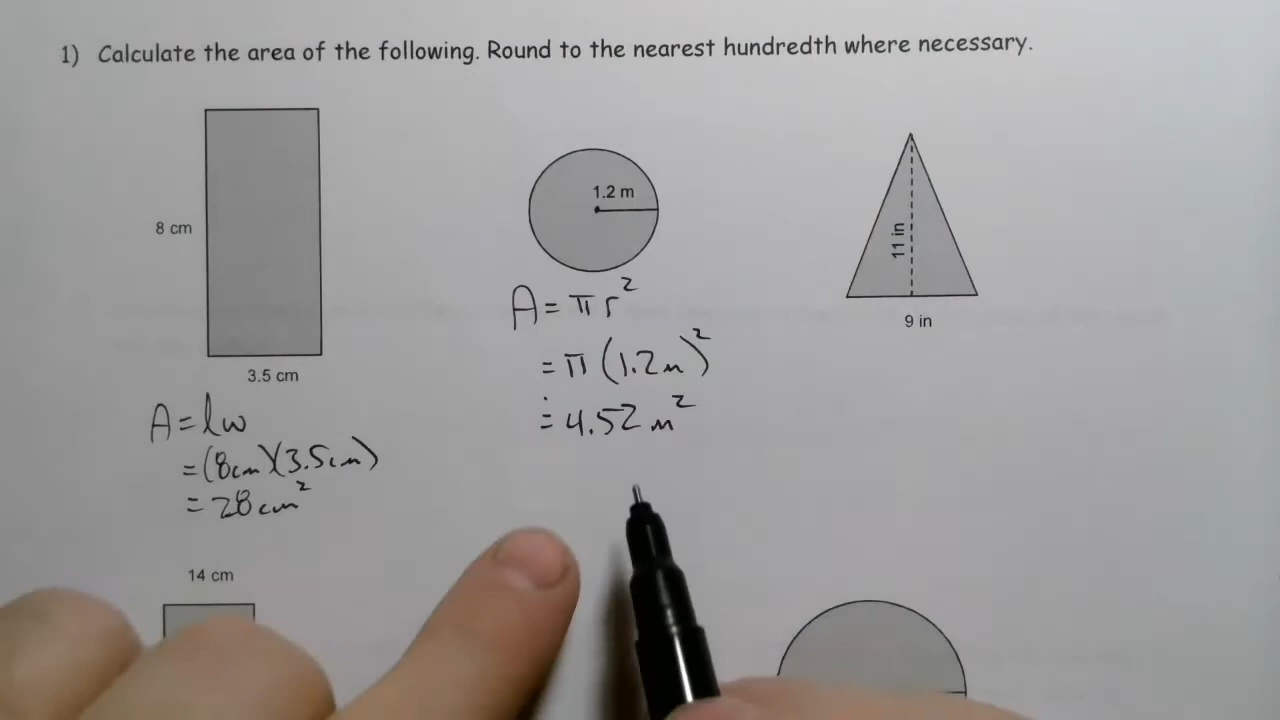 1) Calculate the area of the following. Round to the nearest hundredth where necessary.
8 cm
3.5 cm
A = lw
= (8cm)(3.5cm)
= 28cm²
1.2 m
A = πr²
= π(1.2m)²
≐ 4.52 m²
11 in
9 in
14 cm